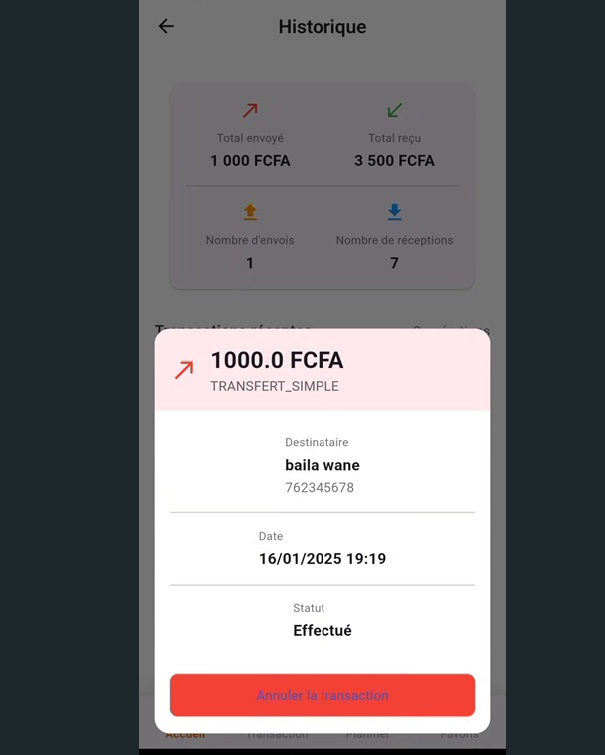 Historique
Total envoyé
Total reçu
1 000 FCFA
3 500 FCFA
Nombre d'envois
Nombre de réceptions
1
7
Transactions récentes
1000.0 FCFA
TRANSFERT_SIMPLE
Destinataire
baila wane
762345678
Date
16/01/2025 19:19
Statut
Effectué
Annuler la transaction
Accueil
Transaction
Planifier
Favoris